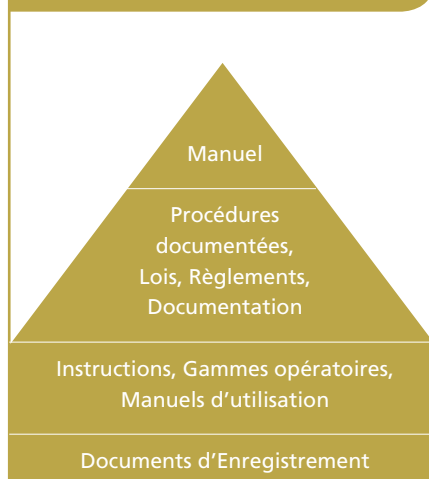 Manuel
Procédures
documentées,
Lois, Règlements,
Documentation
Instructions, Gammes opératoires,
Manuels d’utilisation
Documents d’Enregistrement